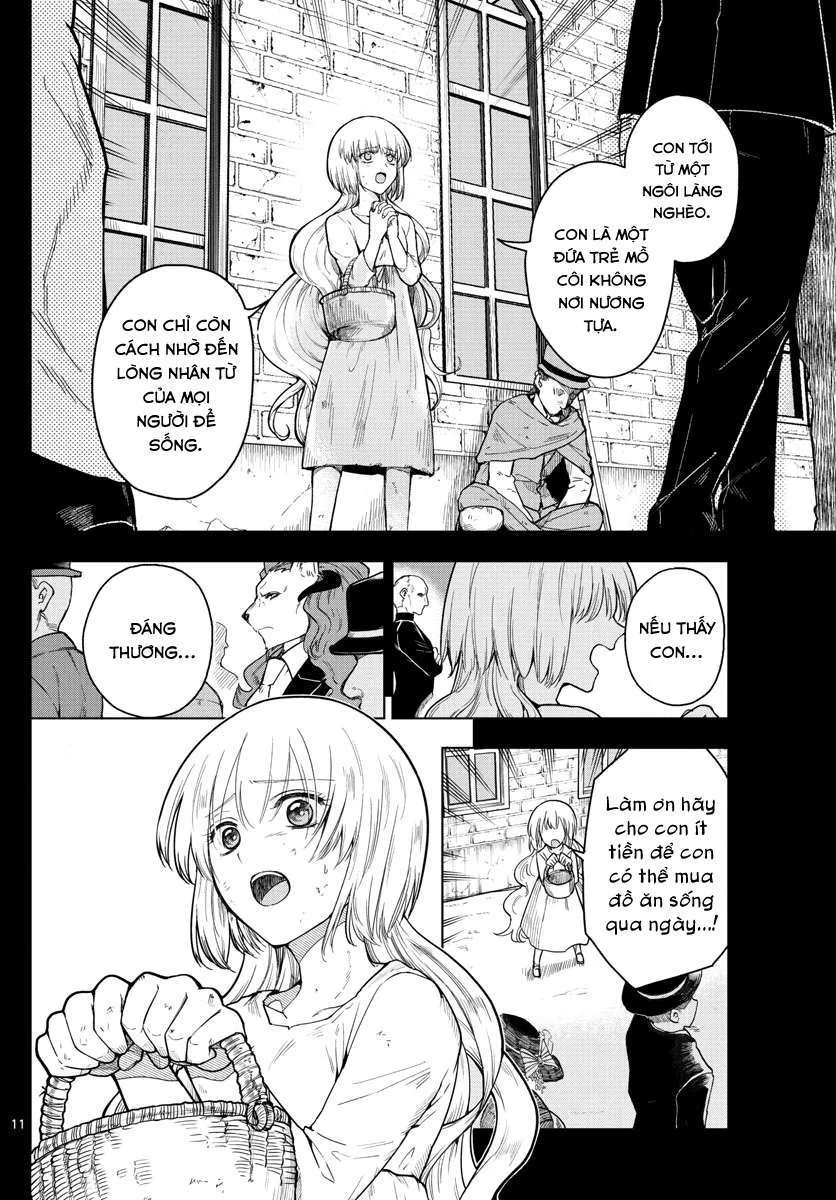 CON TỚI
TỪ MỘT
NGÔI LÀNG
NGHÈO.
CON LÀ MỘT
ĐỨA TRẺ MỒ
CÔI KHÔNG
NƠI NƯƠNG
TỰA.
CON CHỈ CÒN
CÁCH NHỜ ĐẾN
LÒNG NHÂN TỪ
CỦA MỌI
NGƯỜI ĐỂ
SỐNG.
NẾU THẤY
CON...
ĐÁNG
THƯƠNG...
Làm ơn hãy
cho con ít
tiền để con
có thể mua
đồ ăn sống
qua ngày...!
11